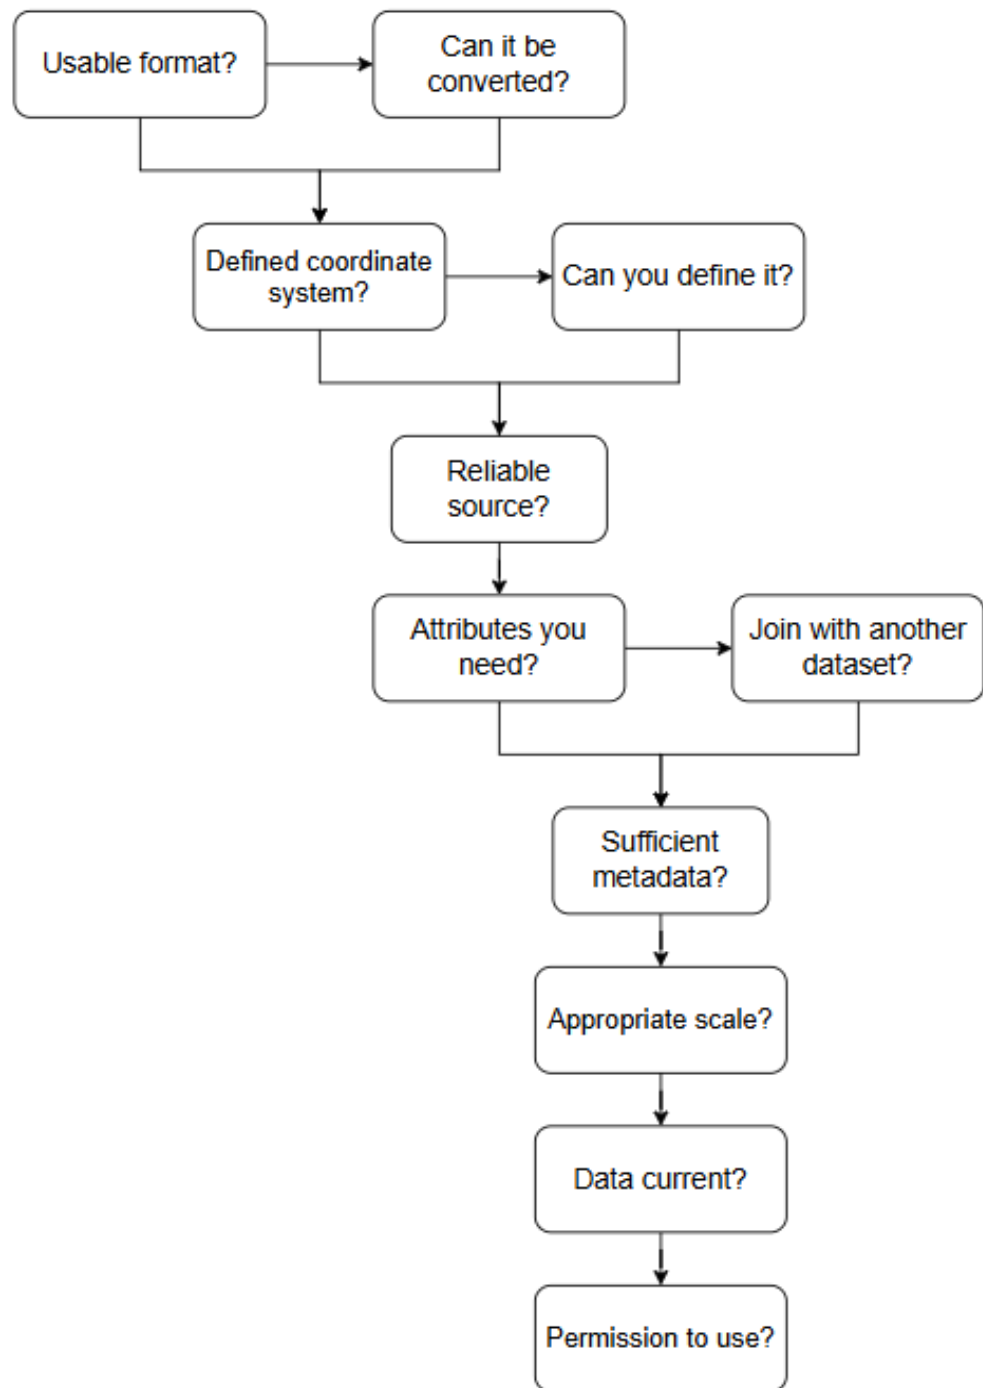 Usable format?
Can it be
converted?
Defined coordinate
system?
Can you define it?
Reliable
source?
Attributes you
need?
Join with another
dataset?
Sufficient
metadata?
Appropriate scale?
Data current?
Permission to use?